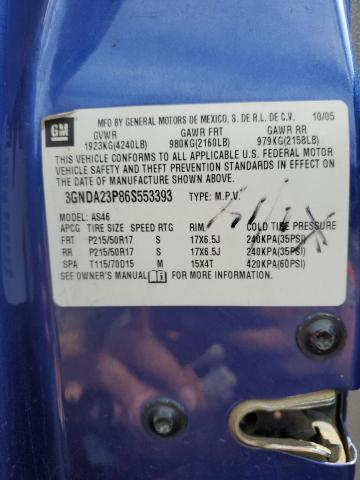 GM
MFD BY GENERAL MOTORS DE MEXICO, S. DE R.L. DE C.V. 10/05
GVWR GAWR FRT GAWR RR
1923KG(4240LB) 980KG(2160LB) 979KG(2158LB)
THIS VEHICLE CONFORMS TO ALL APPLICABLE U.S. FEDERAL MOTOR
VEHICLE SAFETY AND THEFT PREVENTION STANDARDS IN EFFECT ON
THE DATE OF MANUFACTURE SHOWN ABOVE.
3GNDA23P86S553393 TYPE: M.P.V.
MODEL: AS46
APCG TIRE SIZE SPEED RTG RIM COLD TIRE PRESSURE
FRT P215/50R17 S 17X6.5J 240KPA(35PSI)
RR P215/50R17 S 17X6.5J 240KPA(35PSI)
SPA T115/70D15 M 15X4T 420KPA(60PSI)
SEE OWNER'S MANUAL FOR ADDITIONAL INFORMATION.